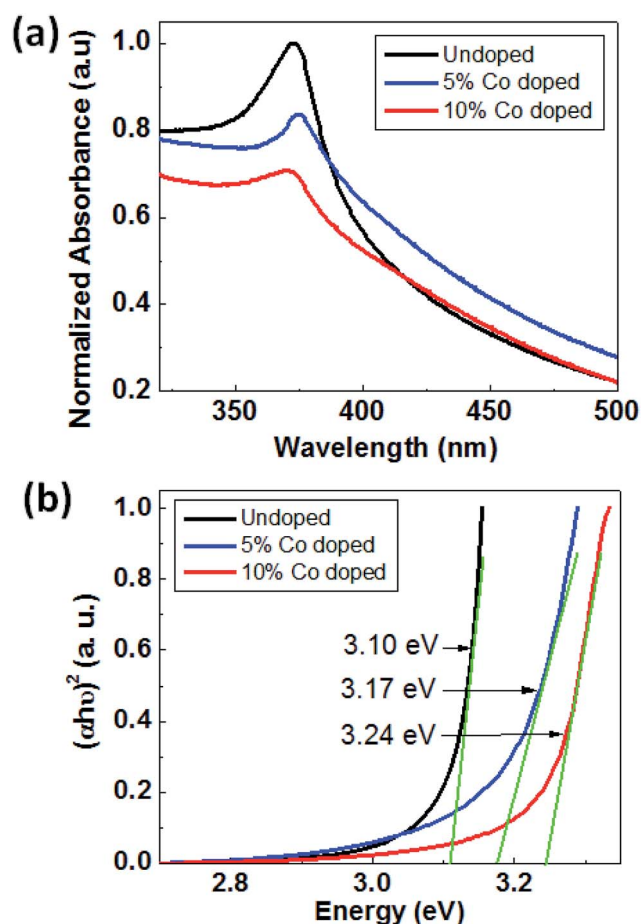 (a)
Normalized Absorbance (a.u)
1.0
0.8
0.6
0.4
0.2
Undoped
5% Co doped
10% Co doped
350
400
450
500
Wavelength (nm)
(b)
(αhυ)² (a. u.)
1.0
0.8
0.6
0.4
0.2
0.0
Undoped
5% Co doped
10% Co doped
3.10 eV
3.17 eV
3.24 eV
2.8
3.0
3.2
Energy (eV)